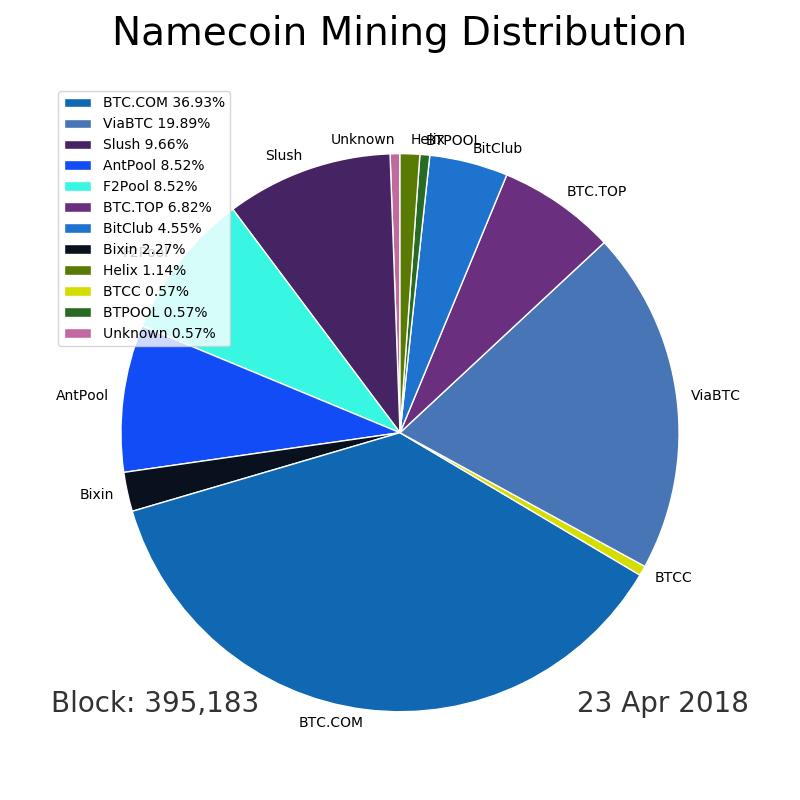 Namecoin Mining Distribution
BTC.COM 36.93%
ViaBTC 19.89%
Slush 9.66%
AntPool 8.52%
F2Pool 8.52%
BTC.TOP 6.82%
BitClub 4.55%
Bixin 2.27%
Helix 1.14%
BTCC 0.57%
BTPOOL 0.57%
Unknown 0.57%
Unknown
Helix
BTPOOL
BitClub
Slush
BTC.TOP
F2Pool
AntPool
ViaBTC
Bixin
BTCC
BTC.COM
Block: 395,183
23 Apr 2018